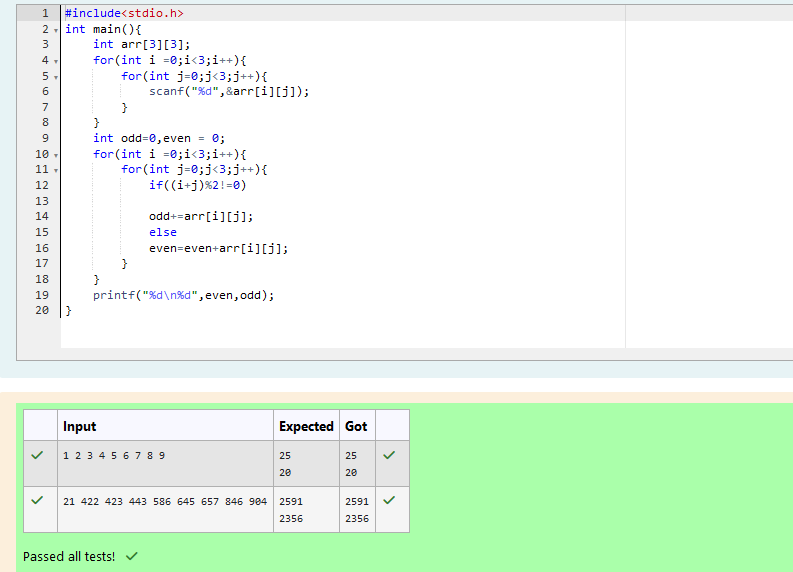 1 #include<stdio.h>
2 int main(){
3     int arr[3][3];
4     for(int i =0;i<3;i++){
5         for(int j=0;j<3;j++){
6             scanf("%d",&arr[i][j]);
7         }
8     }
9     int odd=0,even = 0;
10     for(int i =0;i<3;i++){
11         for(int j=0;j<3;j++){
12             if((i+j)%2!=0)
13
14             odd+=arr[i][j];
15             else
16             even=even+arr[i][j];
17         }
18     }
19     printf("%d\n%d",even,odd);
20 }
Input Expected Got
1 2 3 4 5 6 7 8 9 25 25
20 20
21 422 423 443 586 645 657 846 904 2591 2591
2356 2356
Passed all tests!